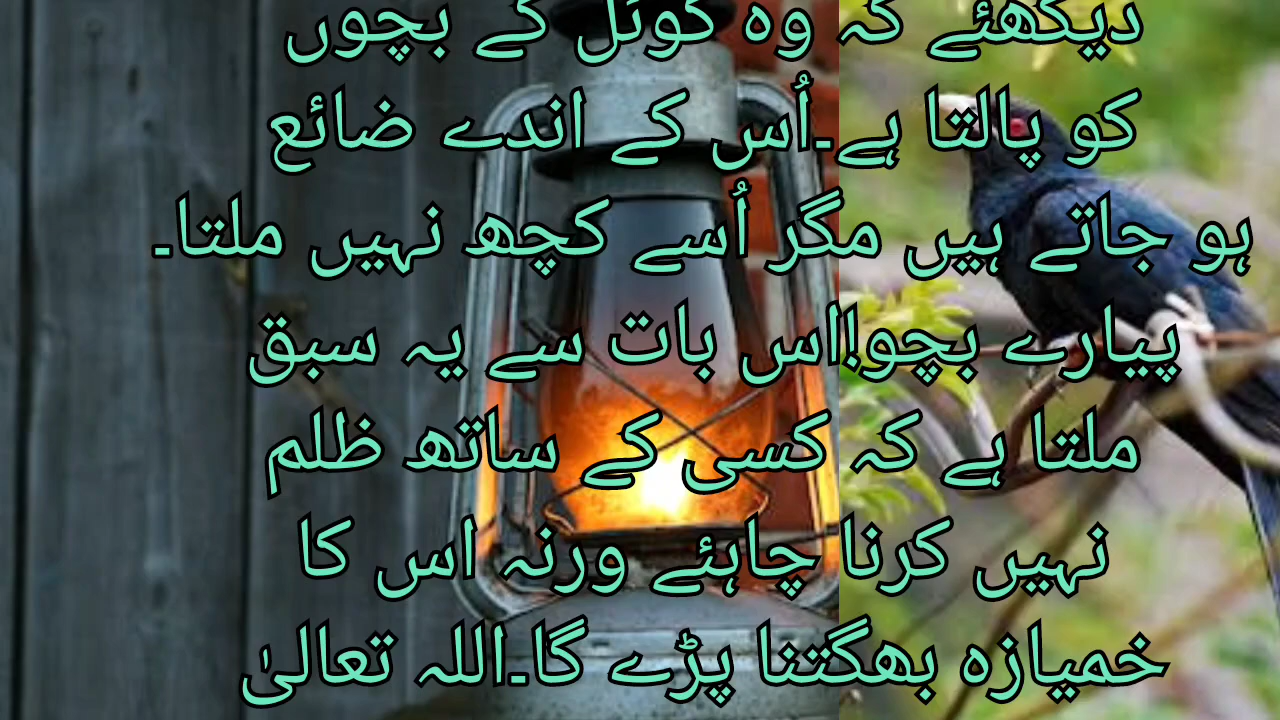 دیکھئے کہ وہ کوئل کے بچوں
کو پالتا ہے۔اُس کے اندے ضائع
ہو جاتے ہیں مگر اُسے کچھ نہیں ملتا۔
پیارے بچو!اس بات سے یہ سبق
ملتا ہے کہ کسی کے ساتھ ظلم
نہیں کرنا چاہئے ورنہ اس کا
خمیازہ بھگتنا پڑے گا۔اللہ تعالیٰ